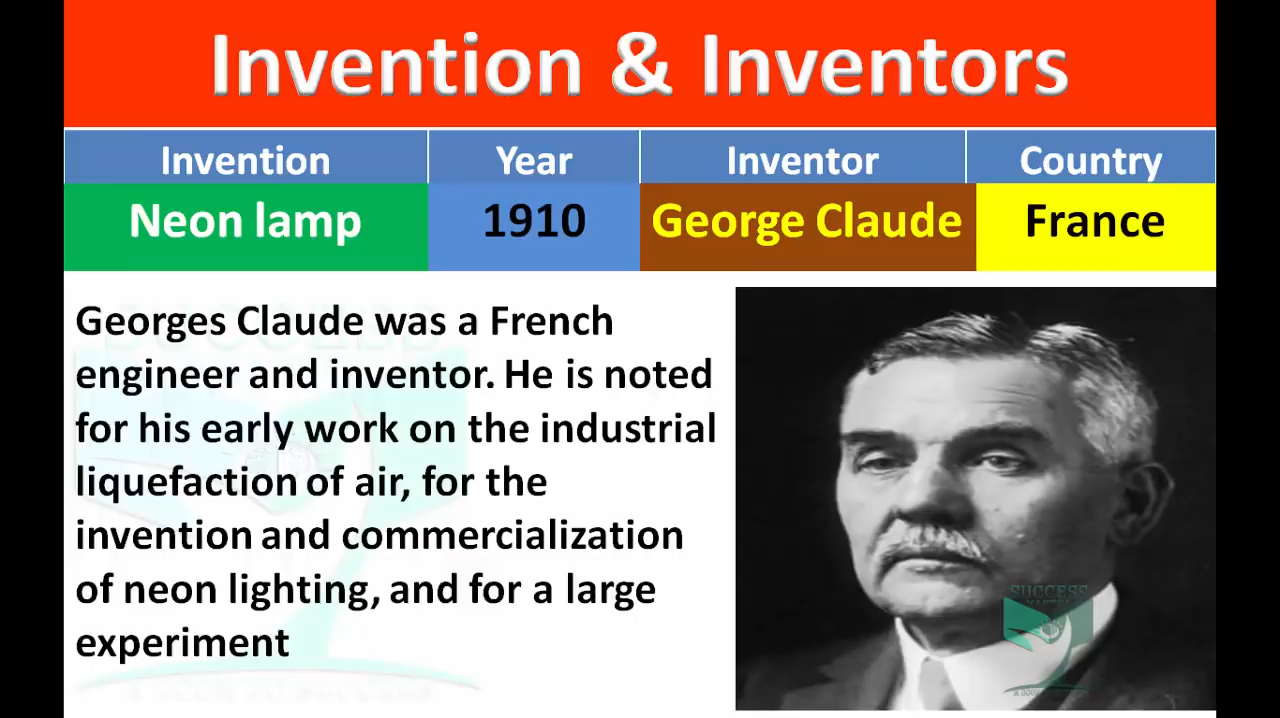 Invention & Inventors
Invention Year Inventor Country
Neon lamp 1910 George Claude France
Georges Claude was a French
engineer and inventor. He is noted
for his early work on the industrial
liquefaction of air, for the
invention and commercialization
of neon lighting, and for a large
experiment
SUCCESS